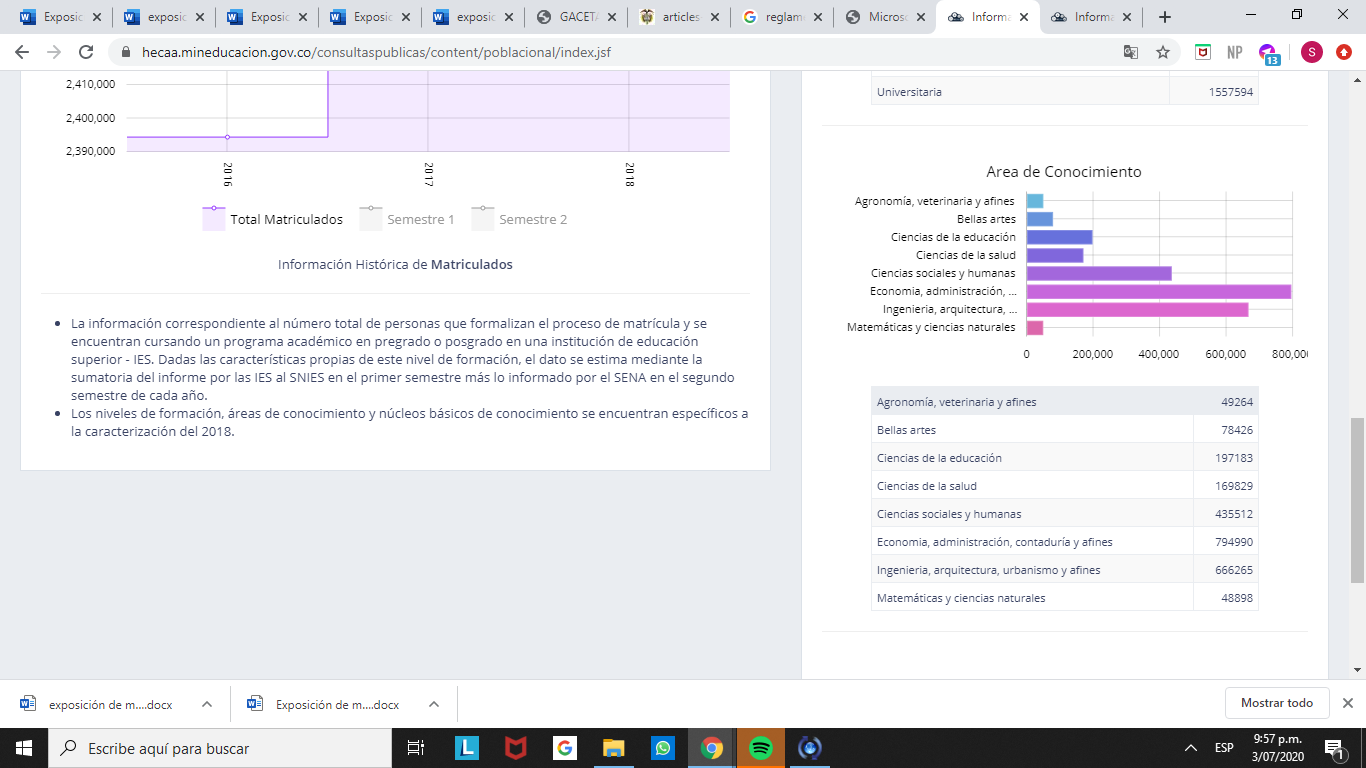 Exposic
exposic
Exposic
Exposic
exposic
GACETA
articles
reglam
Microso
Informa
Informa
hecaa.mineducacion.gov.co/consultaspublicas/content/poblacional/index.jsf
NP
13
S
2,410,000
2,400,000
2,390,000
2016
2017
2018
Total Matriculados
Semestre 1
Semestre 2
Información Histórica de Matriculados
La información correspondiente al número total de personas que formalizan el proceso de matrícula y se
encuentran cursando un programa académico en pregrado o posgrado en una institución de educación
superior - IES. Dadas las características propias de este nivel de formación, el dato se estima mediante la
sumatoria del informe por las IES al SNIES en el primer semestre más lo informado por el SENA en el segundo
semestre de cada año.
Los niveles de formación, áreas de conocimiento y núcleos básicos de conocimiento se encuentran específicos a
la caracterización del 2018.
Universitaria 1557594
Area de Conocimiento
Agronomía, veterinaria y afines
Bellas artes
Ciencias de la educación
Ciencias de la salud
Ciencias sociales y humanas
Economia, administración, ...
Ingenieria, arquitectura, ...
Matemáticas y ciencias naturales
0 200,000 400,000 600,000 800,000
Agronomía, veterinaria y afines 49264
Bellas artes 78426
Ciencias de la educación 197183
Ciencias de la salud 169829
Ciencias sociales y humanas 435512
Economia, administración, contaduría y afines 794990
Ingenieria, arquitectura, urbanismo y afines 666265
Matemáticas y ciencias naturales 48898
exposición de m....docx
Exposición de m....docx
Mostrar todo
Escribe aquí para buscar
L
ESP
9:57 p.m.
3/07/2020
1